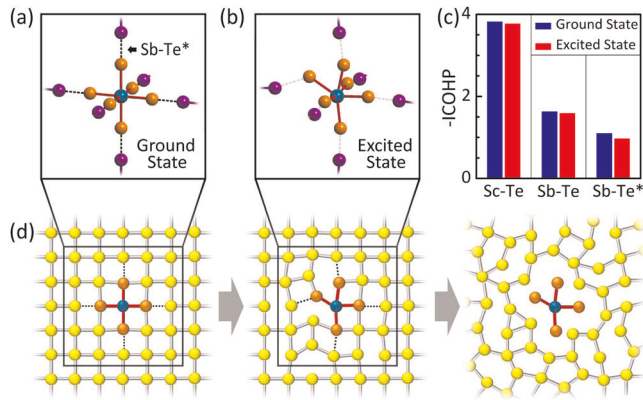 (a)
Sb-Te*
Ground
State
(b)
Excited
State
(c)
-ICOHP
4
2
0
Ground State
Excited State
Sc-Te
Sb-Te
Sb-Te*
(d)